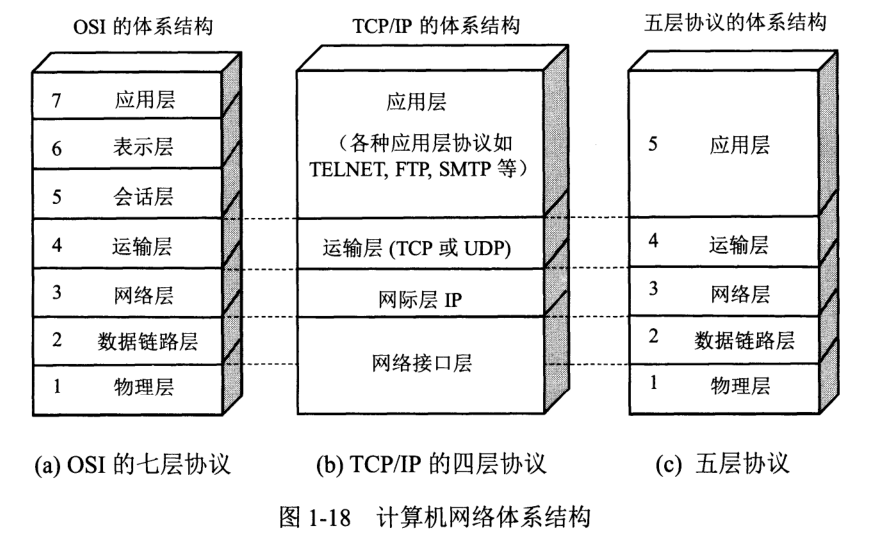 OSI 的体系结构
TCP/IP 的体系结构
五层协议的体系结构
7 应用层
6 表示层
5 会话层
4 运输层
3 网络层
2 数据链路层
1 物理层
应用层
（各种应用层协议如
TELNET, FTP, SMTP 等）
运输层 (TCP 或 UDP)
网际层 IP
网络接口层
5 应用层
4 运输层
3 网络层
2 数据链路层
1 物理层
(a) OSI 的七层协议
(b) TCP/IP 的四层协议
(c) 五层协议
图 1-18 计算机网络体系结构